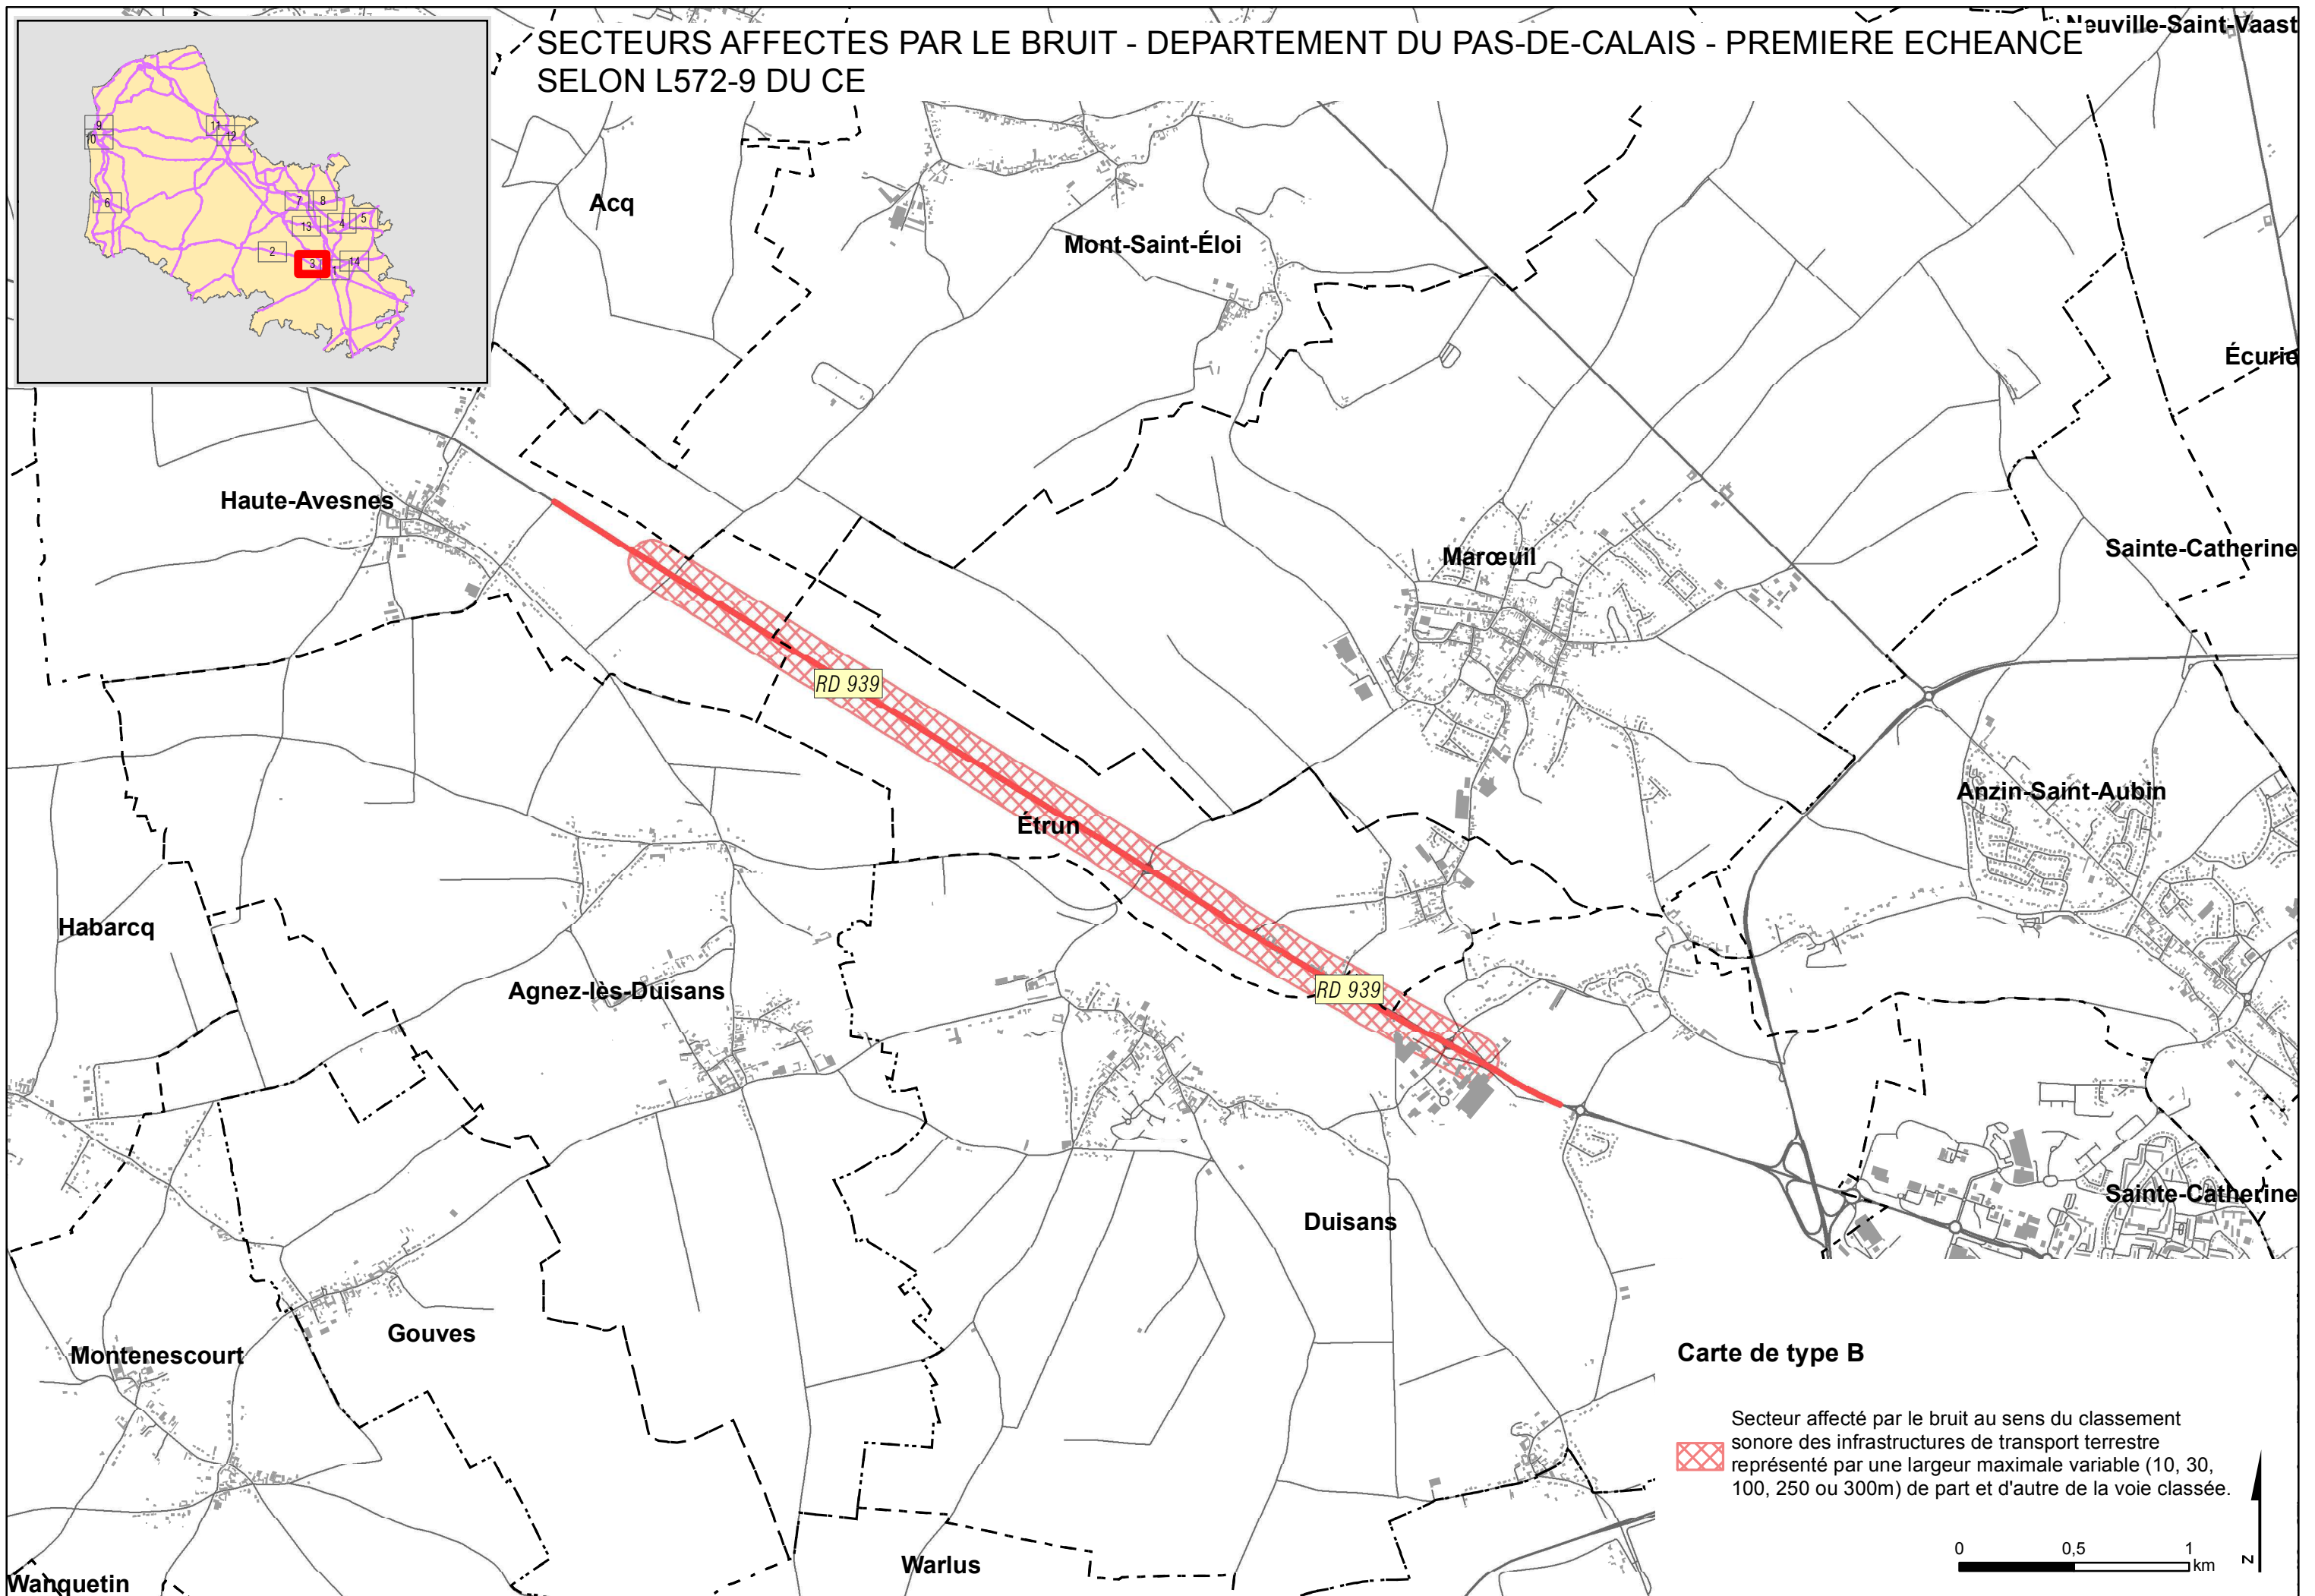 SECTEURS AFFECTES PAR LE BRUIT - DEPARTEMENT DU PAS-DE-CALAIS - PREMIERE ECHEANCE
SELON L572-9 DU CE
Neuville-Saint-Vaast
9
10
11
12
6
7
8
13
4
5
2
3
1
14
Acq
Mont-Saint-Éloi
Écurie
Haute-Avesnes
Marœuil
Sainte-Catherine
RD 939
Anzin-Saint-Aubin
Étrun
Habarcq
Agnez-lès-Duisans
RD 939
Sainte-Catherine
Duisans
Gouves
Montenescourt
Carte de type B
Secteur affecté par le bruit au sens du classement
sonore des infrastructures de transport terrestre
représenté par une largeur maximale variable (10, 30,
100, 250 ou 300m) de part et d'autre de la voie classée.
0 0,5 1
km
N
Warlus
Wanquetin